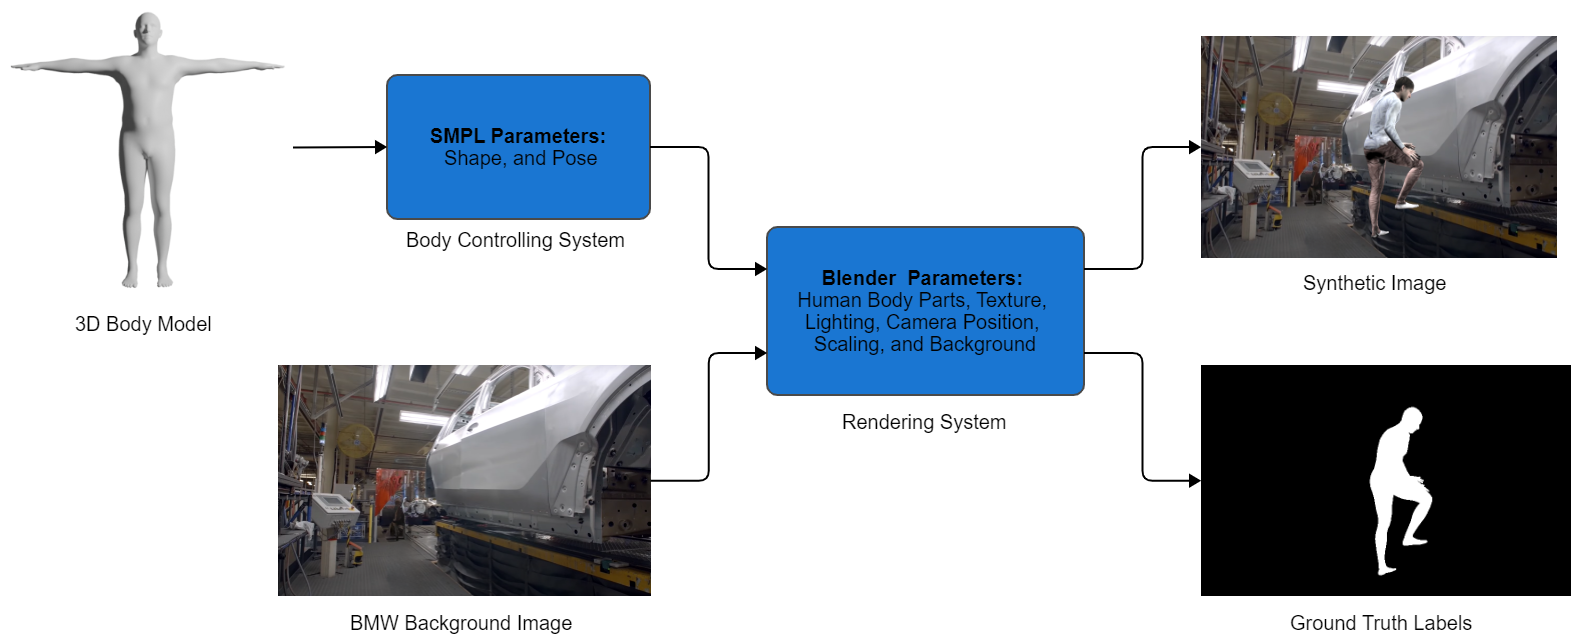 3D Body Model
SMPL Parameters:
Shape, and Pose
Body Controlling System
BMW Background Image
Blender Parameters:
Human Body Parts, Texture,
Lighting, Camera Position,
Scaling, and Background
Rendering System
Synthetic Image
Ground Truth Labels